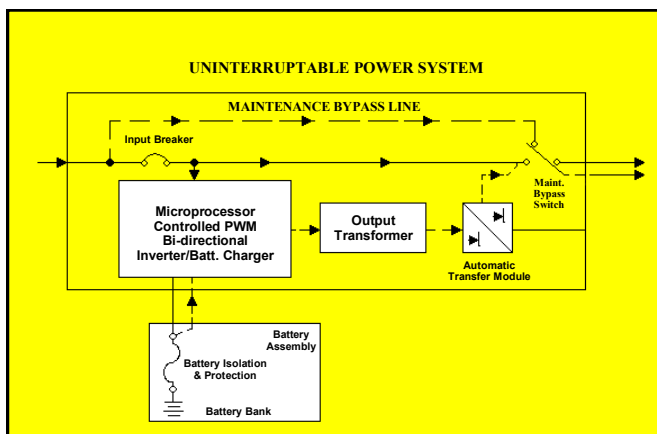 UNINTERRUPTABLE POWER SYSTEM
MAINTENANCE BYPASS LINE
Input Breaker
Maint.
Bypass
Switch
Microprocessor
Controlled PWM
Bi-directional
Inverter/Batt. Charger
Output
Transformer
Automatic
Transfer Module
Battery
Assembly
Battery Isolation
& Protection
Battery Bank